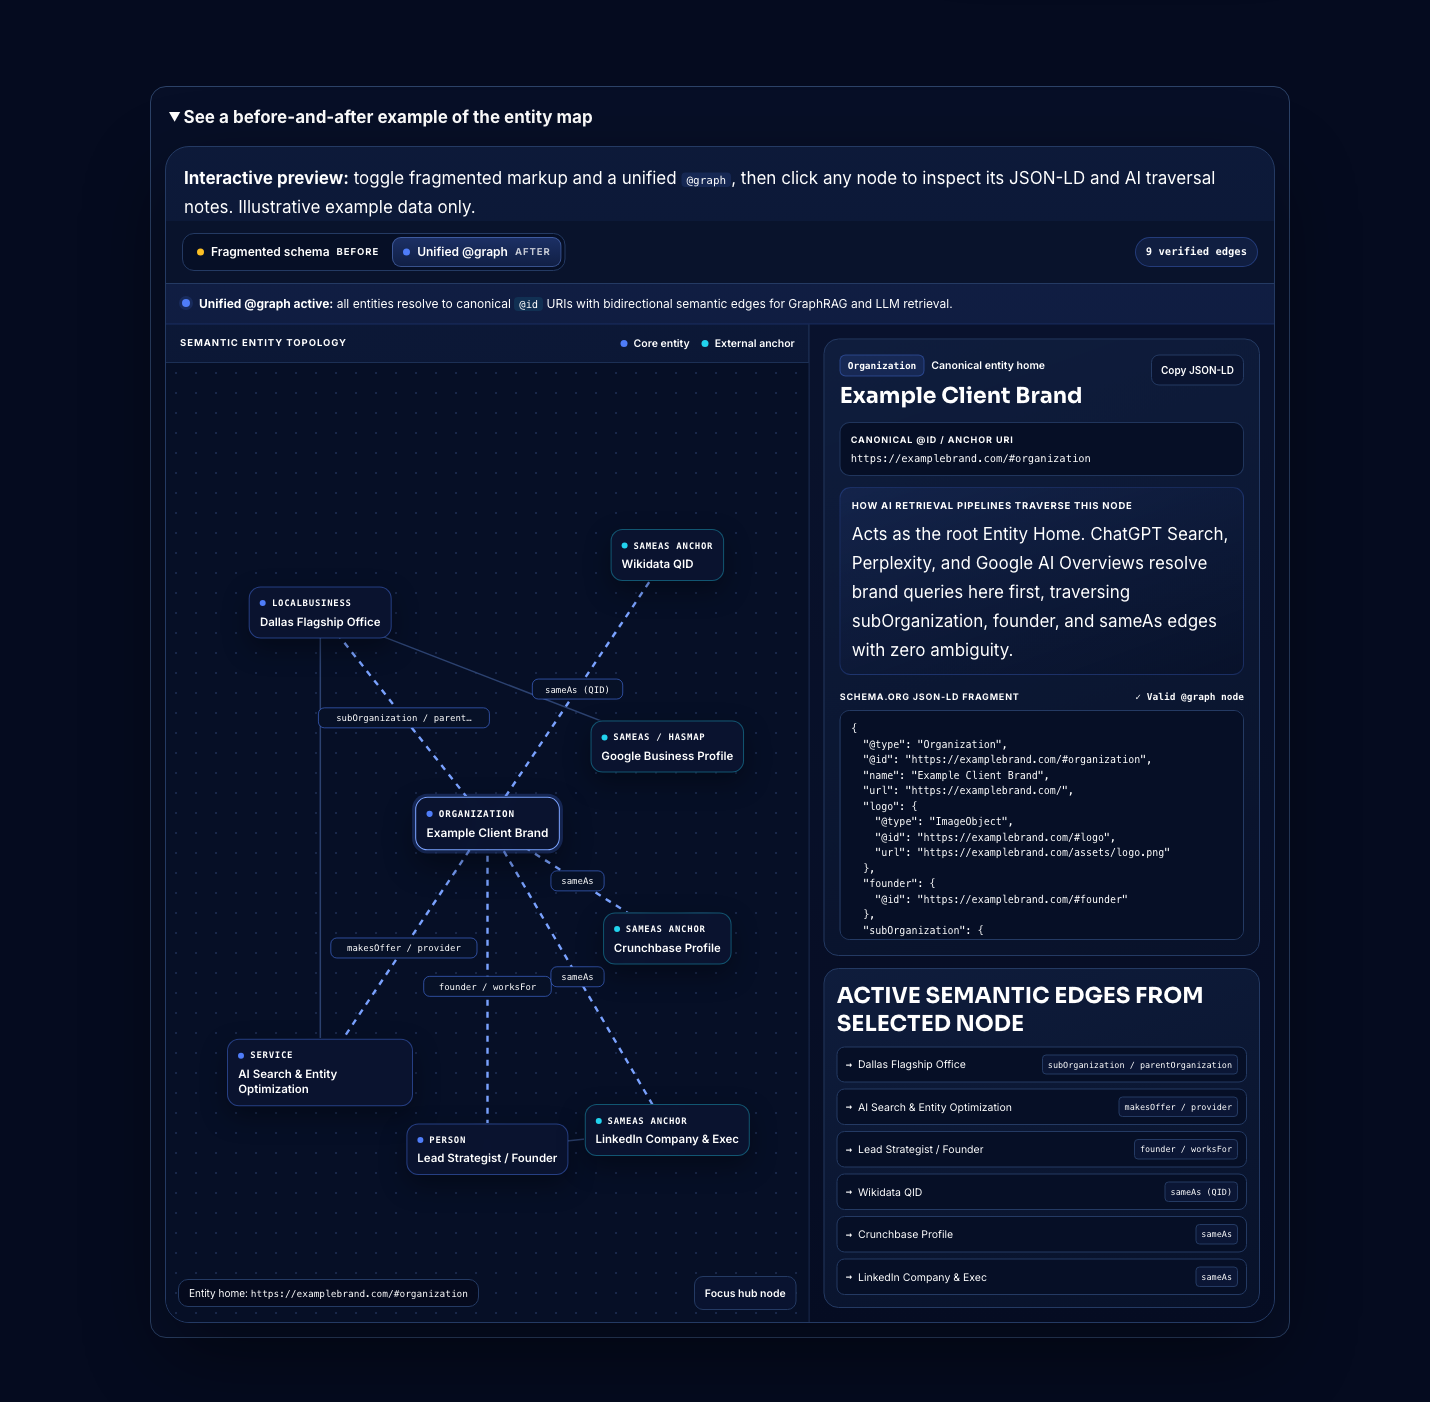 ▼ See a before-and-after example of the entity map
Interactive preview: toggle fragmented markup and a unified @graph, then click any node to inspect its JSON-LD and AI traversal
notes. Illustrative example data only.
Fragmented schema BEFORE
Unified @graph AFTER
9 verified edges
Unified @graph active: all entities resolve to canonical @id URIs with bidirectional semantic edges for GraphRAG and LLM retrieval.
SEMANTIC ENTITY TOPOLOGY
Core entity
External anchor
SAMEAS ANCHOR
Wikidata QID
LOCALBUSINESS
Dallas Flagship Office
sameAs (QID)
subOrganization / parent…
SAMEAS / HASMAP
Google Business Profile
ORGANIZATION
Example Client Brand
sameAs
SAMEAS ANCHOR
Crunchbase Profile
makesOffer / provider
sameAs
founder / worksFor
SERVICE
AI Search & Entity
Optimization
SAMEAS ANCHOR
LinkedIn Company & Exec
PERSON
Lead Strategist / Founder
Entity home: https://examplebrand.com/#organization
Focus hub node
Organization
Canonical entity home
Copy JSON-LD
Example Client Brand
CANONICAL @ID / ANCHOR URI
https://examplebrand.com/#organization
HOW AI RETRIEVAL PIPELINES TRAVERSE THIS NODE
Acts as the root Entity Home. ChatGPT Search,
Perplexity, and Google AI Overviews resolve
brand queries here first, traversing
subOrganization, founder, and sameAs edges
with zero ambiguity.
SCHEMA.ORG JSON-LD FRAGMENT
✓ Valid @graph node
{
"@type": "Organization",
"@id": "https://examplebrand.com/#organization",
"name": "Example Client Brand",
"url": "https://examplebrand.com/",
"logo": {
"@type": "ImageObject",
"@id": "https://examplebrand.com/#logo",
"url": "https://examplebrand.com/assets/logo.png"
},
"founder": {
"@id": "https://examplebrand.com/#founder"
},
"subOrganization": {
ACTIVE SEMANTIC EDGES FROM
SELECTED NODE
→ Dallas Flagship Office
subOrganization / parentOrganization
→ AI Search & Entity Optimization
makesOffer / provider
→ Lead Strategist / Founder
founder / worksFor
→ Wikidata QID
sameAs (QID)
→ Crunchbase Profile
sameAs
→ LinkedIn Company & Exec
sameAs